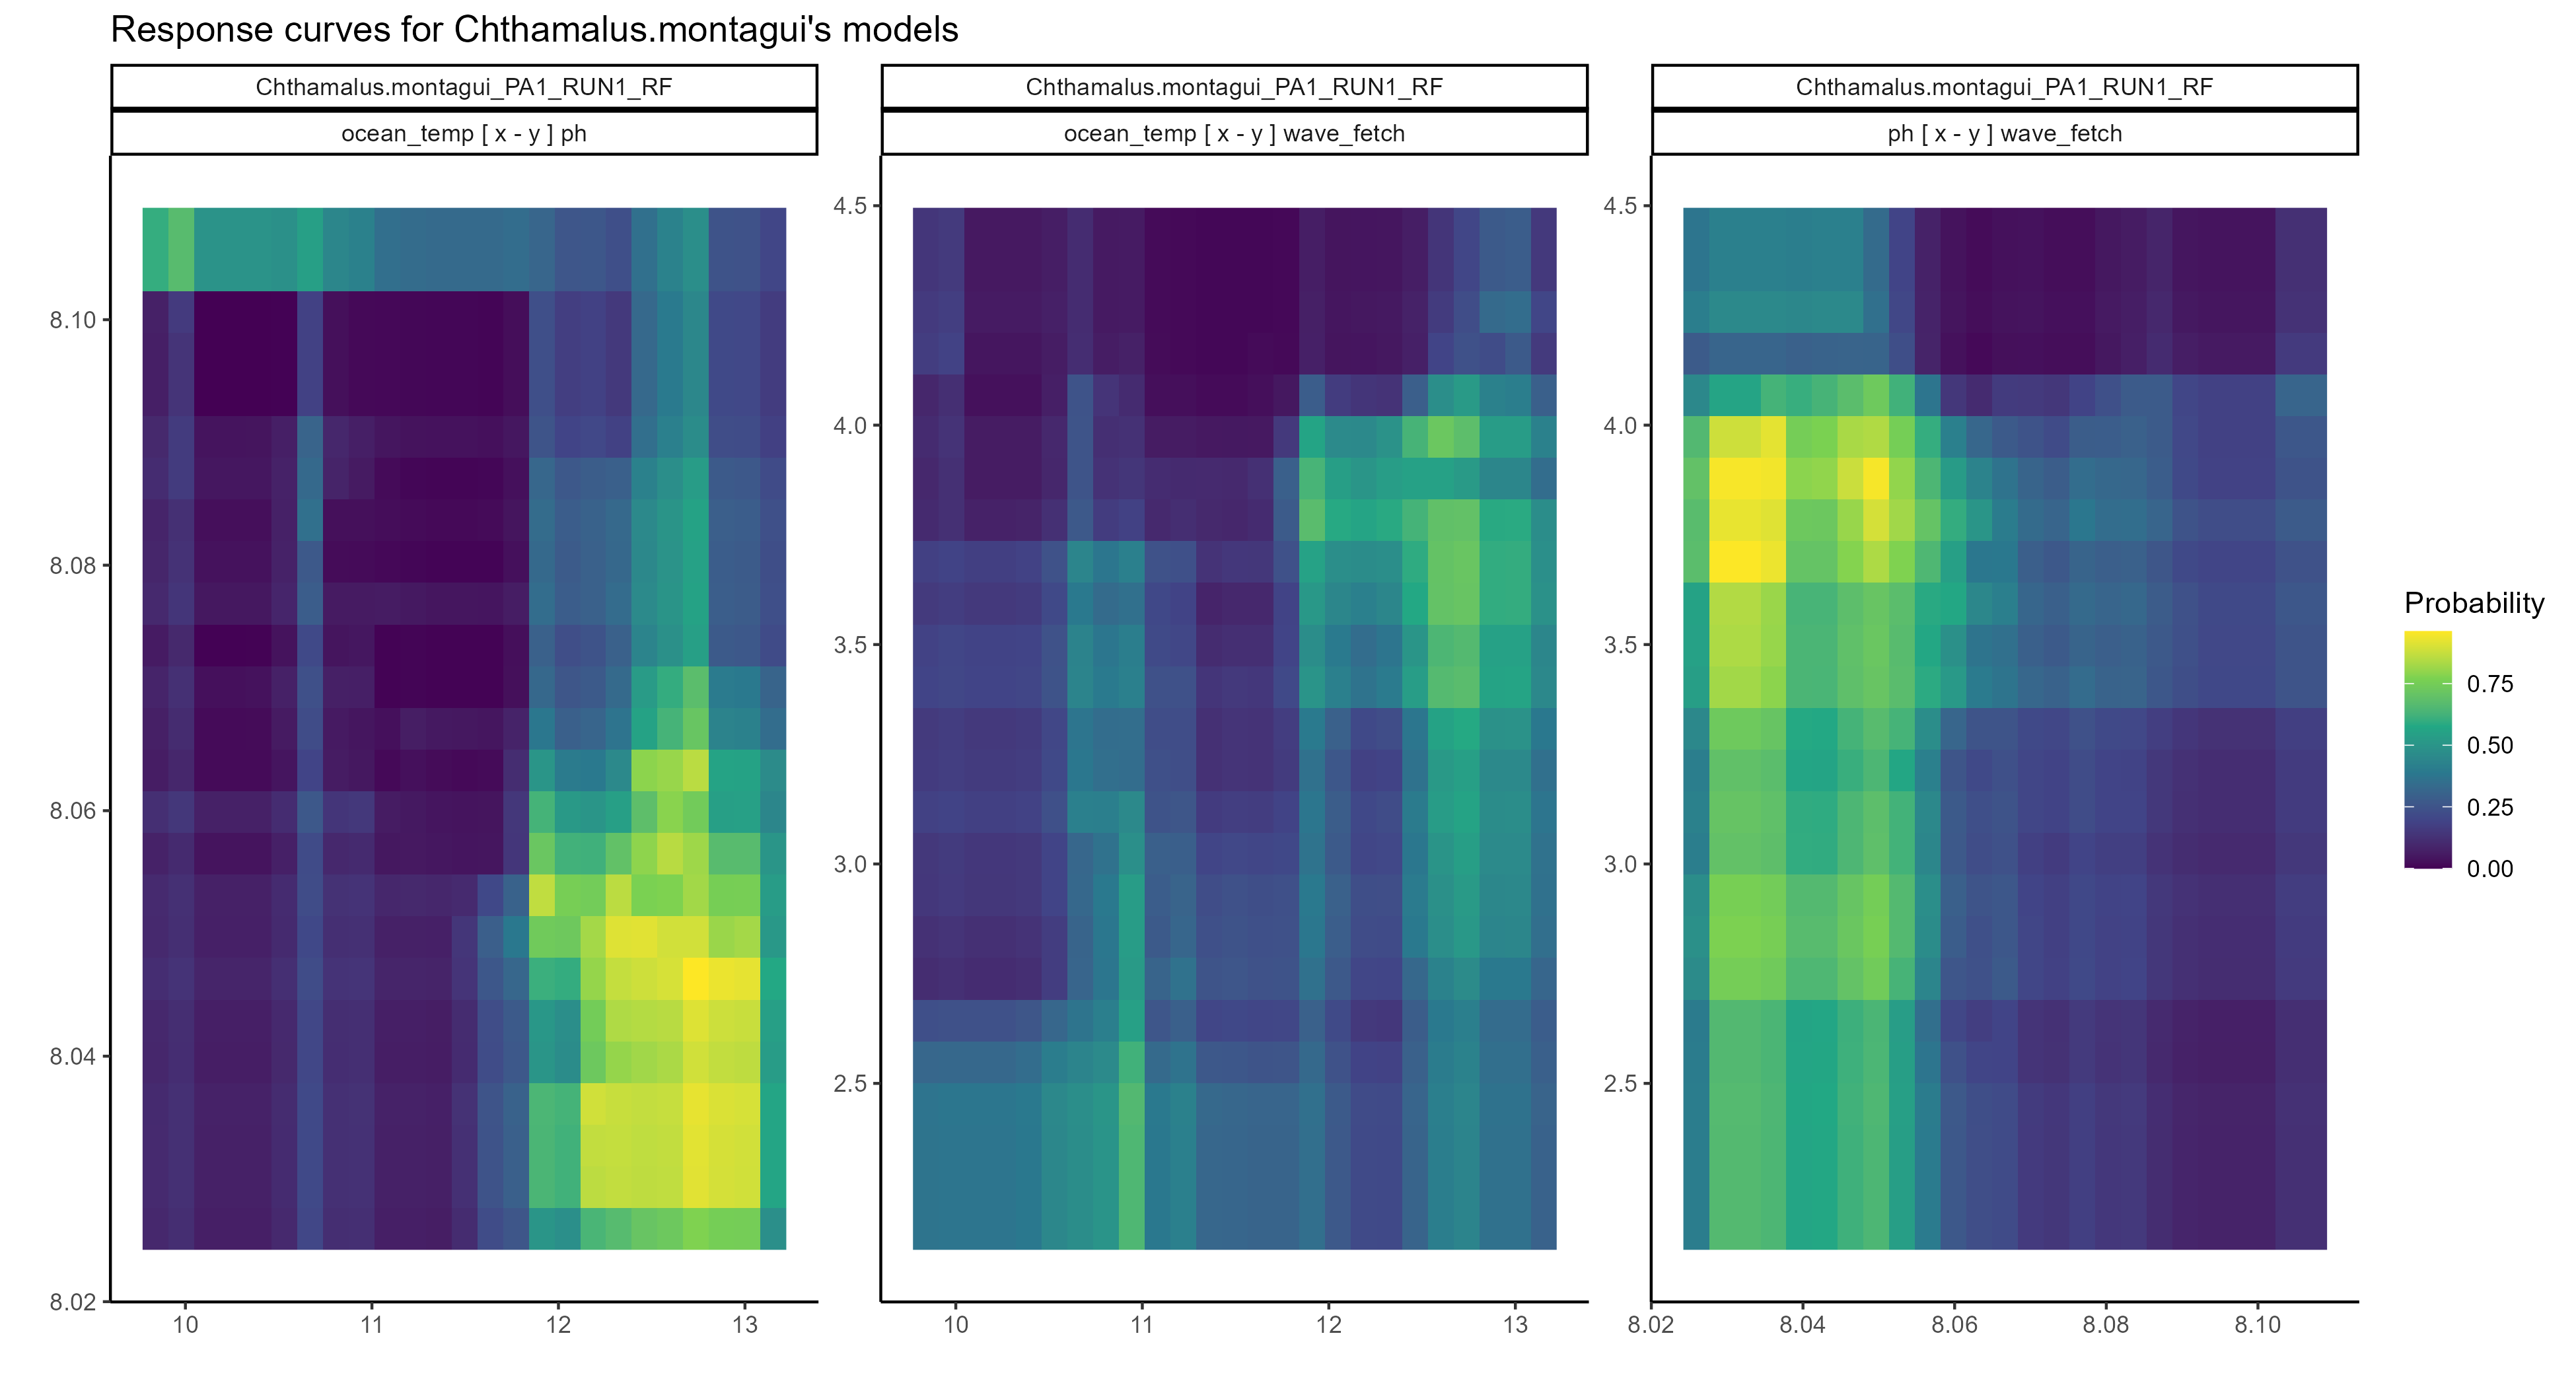 Response curves for Chthamalus.montagui's models
Chthamalus.montagui_PA1_RUN1_RF
Chthamalus.montagui_PA1_RUN1_RF
Chthamalus.montagui_PA1_RUN1_RF
ocean_temp [ x - y ] ph
ocean_temp [ x - y ] wave_fetch
ph [ x - y ] wave_fetch
8.10
8.08
8.06
8.04
8.02
10 11 12 13
4.5
4.0
3.5
3.0
2.5
10 11 12 13
4.5
4.0
3.5
3.0
2.5
8.02 8.04 8.06 8.08 8.10
Probability
0.75
0.50
0.25
0.00